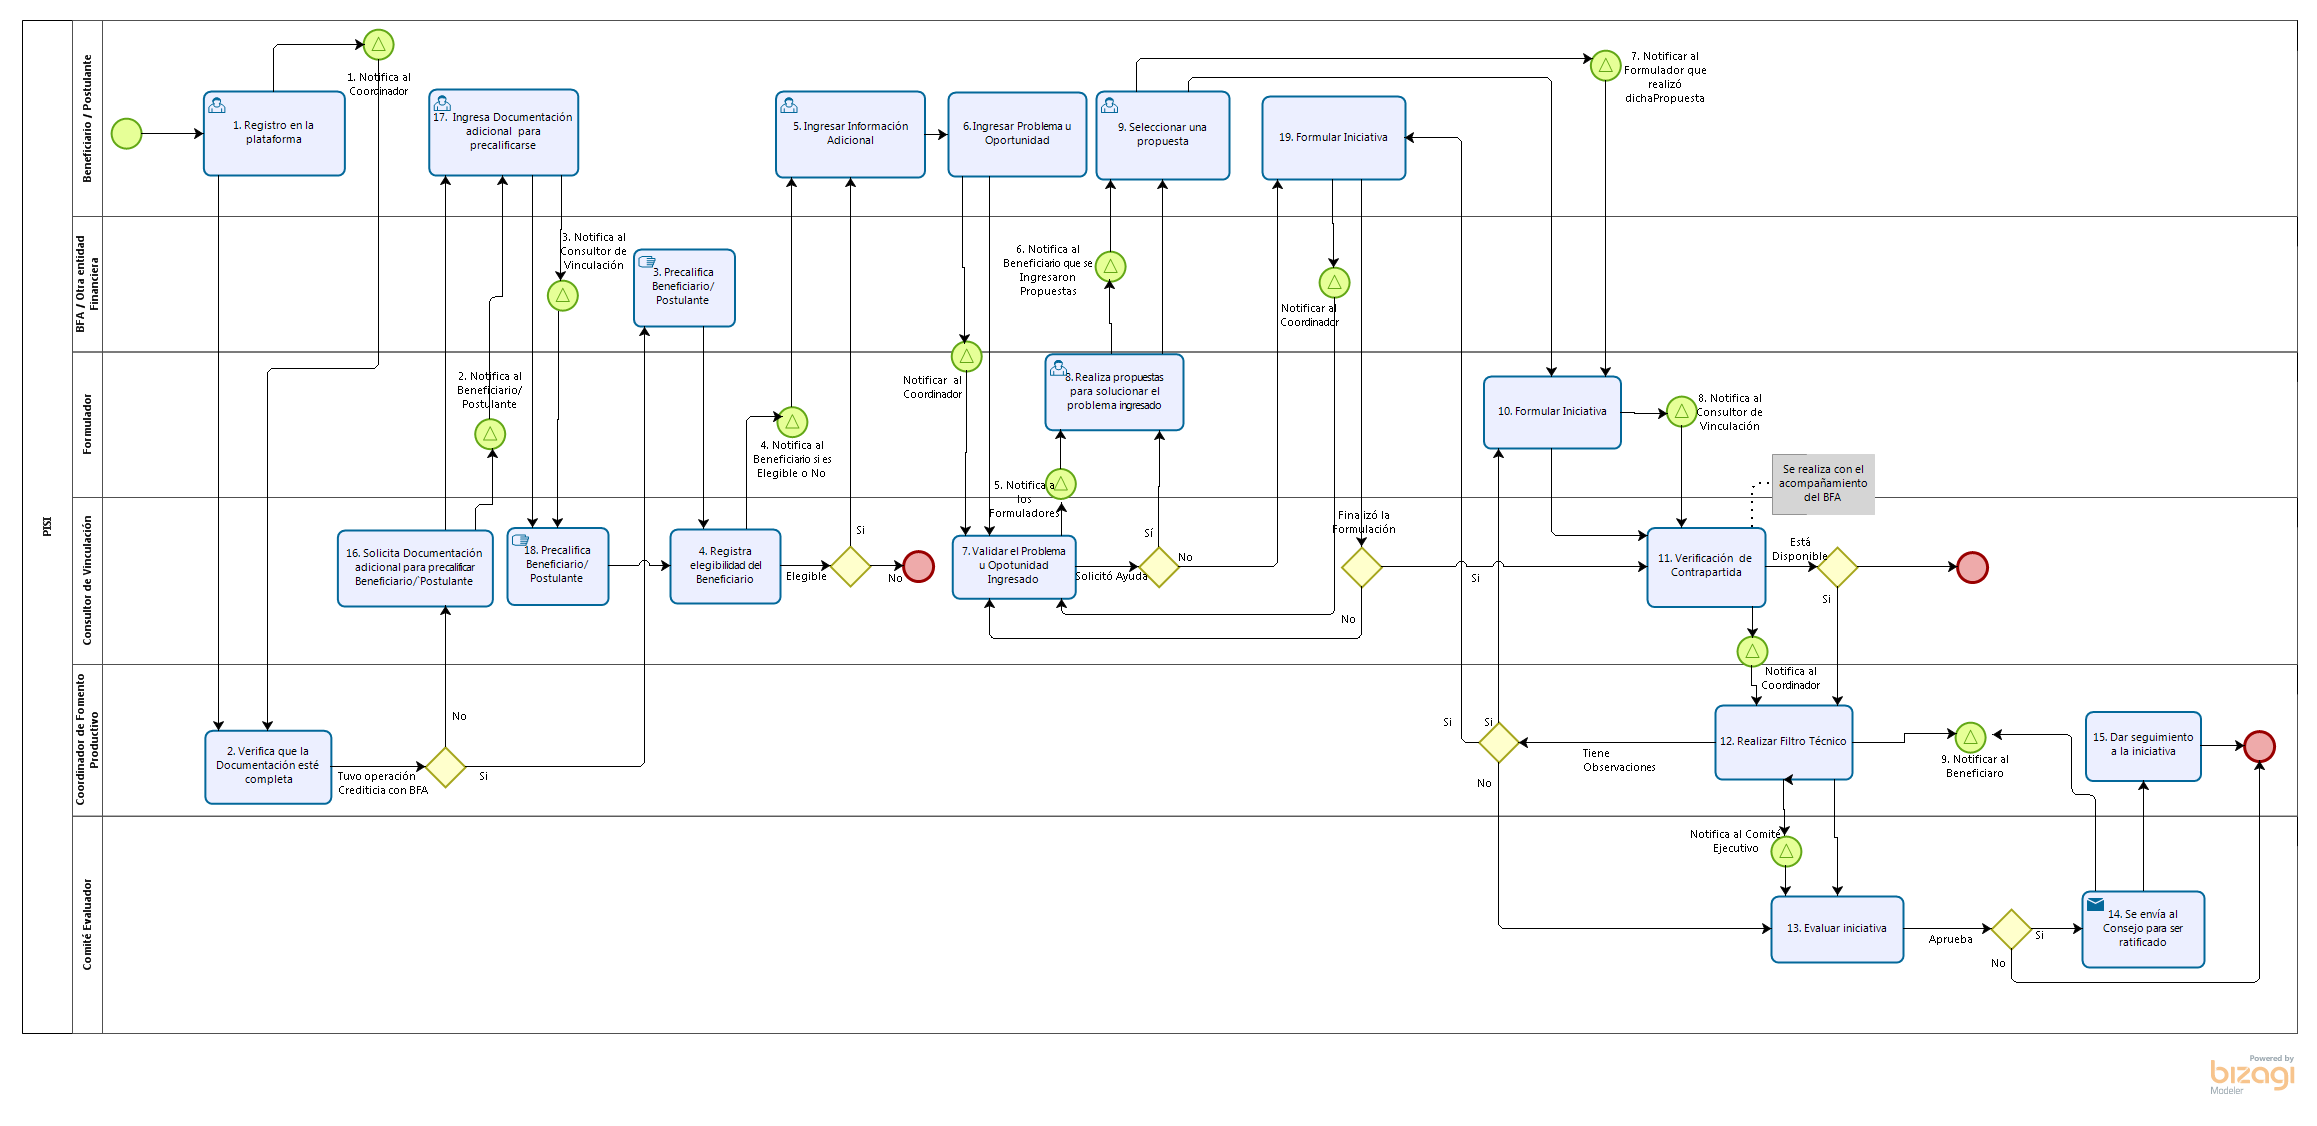 PISI
Beneficiario / Postulante
1. Notifica al
Coordinador
1. Registro en la
plataforma
17. Ingresa Documentación
adicional para
precalificarse
5. Ingresar Información
Adicional
6.Ingresar Problema u
Oportunidad
9. Seleccionar una
propuesta
19. Formular Iniciativa
7. Notificar al
Formulador que
realizó
dichaPropuesta
BFA / Otra entidad
Financiera
3. Notifica al
Consultor de
Vinculación
3. Precalifica
Beneficiario/
Postulante
6. Notifica al
Beneficiario que se
Ingresaron
Propuestas
Notificar al
Coordinador
Formulador
2. Notifica al
Beneficiario/
Postulante
4. Notifica al
Beneficiario si es
Elegible o No
Notificar al
Coordinador
8. Realiza propuestas
para solucionar el
problema ingresado
5. Notifica a
los
Formuladores
10. Formular Iniciativa
8. Notifica al
Consultor de
Vinculación
Se realiza con el
acompañamiento
del BFA
Consultor de Vinculación
16. Solicita Documentación
adicional para precalificar
Beneficiario/`Postulante
18. Precalifica
Beneficiario/
Postulante
4. Registra
elegibilidad del
Beneficiario
Elegible
Si
No
7. Validar el Problema
u Opotunidad
Ingresado
Solicitó Ayuda
Sí
No
Finalizó la
Formulación
Si
No
11. Verificación de
Contrapartida
Está
Disponible
Si
Notifica al
Coordinador
Coordinador de Fomento
Productivo
2. Verifica que la
Documentación esté
completa
Tuvo operación
Crediticia con BFA
No
Si
Si
Si
No
Tiene
Observaciones
12. Realizar Filtro Técnico
9. Notificar al
Beneficiaro
15. Dar seguimiento
a la iniciativa
Comité Evaluador
Notifica al Comité
Ejecutivo
13. Evaluar iniciativa
Aprueba
Si
No
14. Se envía al
Consejo para ser
ratificado
Powered by
bizagi
Modeler